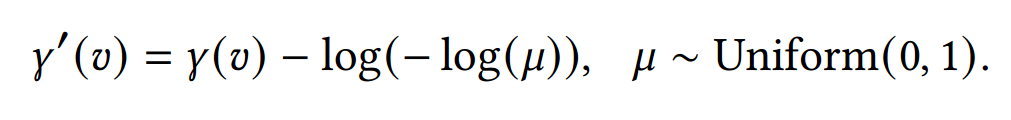 γ′(v) = γ(v) − log(− log(μ)), μ ∼ Uniform(0, 1).